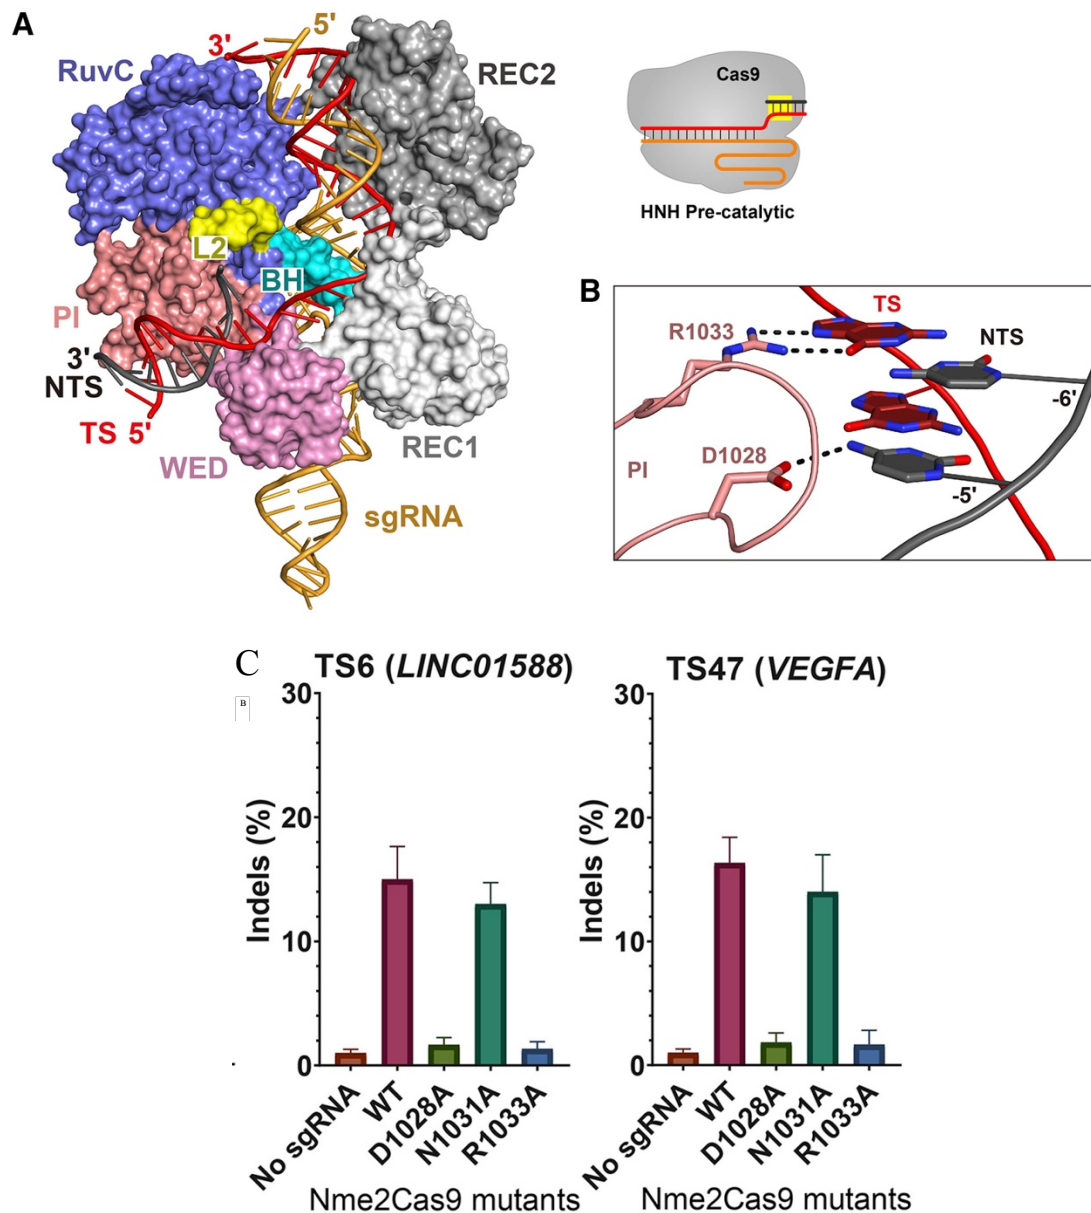 A
5'
3'
RuvC
REC2
L2
BH
PI
3'
NTS
TS 5'
WED
REC1
sgRNA
Cas9
HNH Pre-catalytic
B
TS
R1033
NTS
-6'
D1028
PI
-5'
C
B
TS6 (LINC01588)
30
20
10
0
Indels (%)
No sgRNA
WT
D1028A
N1031A
R1033A
Nme2Cas9 mutants
TS47 (VEGFA)
30
20
10
0
Indels (%)
No sgRNA
WT
D1028A
N1031A
R1033A
Nme2Cas9 mutants